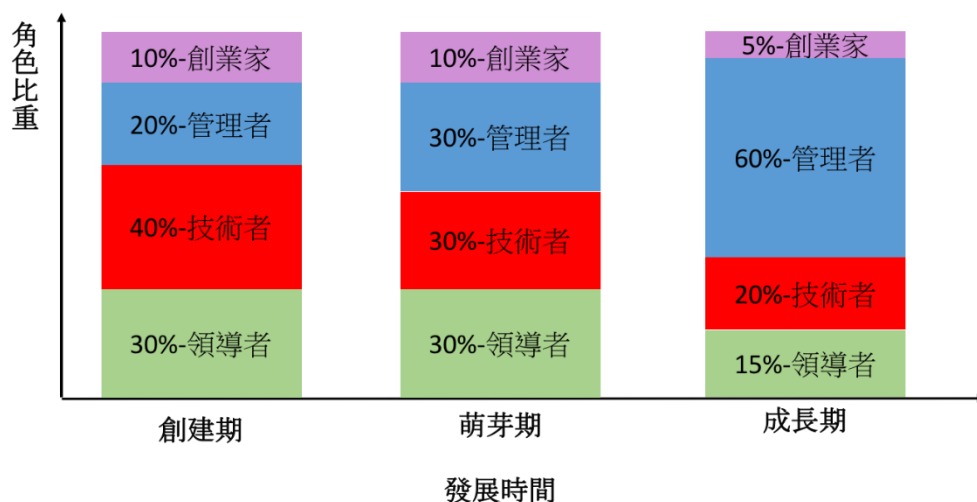 角色比重
10%-創業家
20%-管理者
40%-技術者
30%-領導者
10%-創業家
30%-管理者
30%-技術者
30%-領導者
5%-創業家
60%-管理者
20%-技術者
15%-領導者
創建期
萌芽期
成長期
發展時間